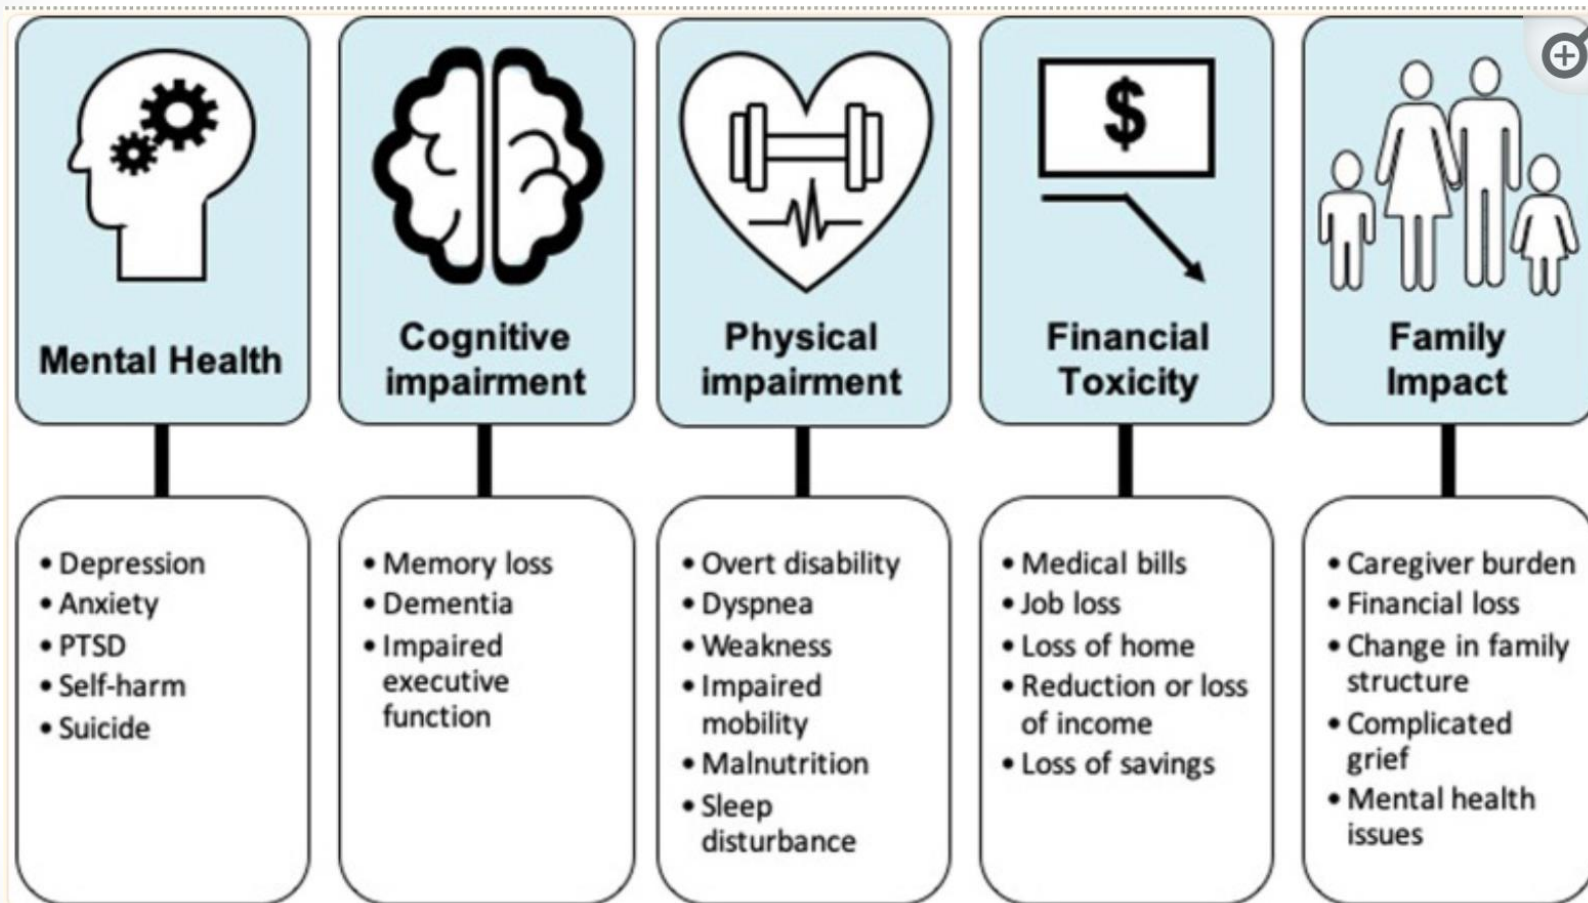 $
Mental Health
Cognitive
impairment
Physical
impairment
Financial
Toxicity
Family
Impact
• Depression
• Anxiety
• PTSD
• Self-harm
• Suicide
• Memory loss
• Dementia
• Impaired
executive
function
• Overt disability
• Dyspnea
• Weakness
• Impaired
mobility
• Malnutrition
• Sleep
disturbance
• Medical bills
• Job loss
• Loss of home
• Reduction or loss
of income
• Loss of savings
• Caregiver burden
• Financial loss
• Change in family
structure
• Complicated
grief
• Mental health
issues